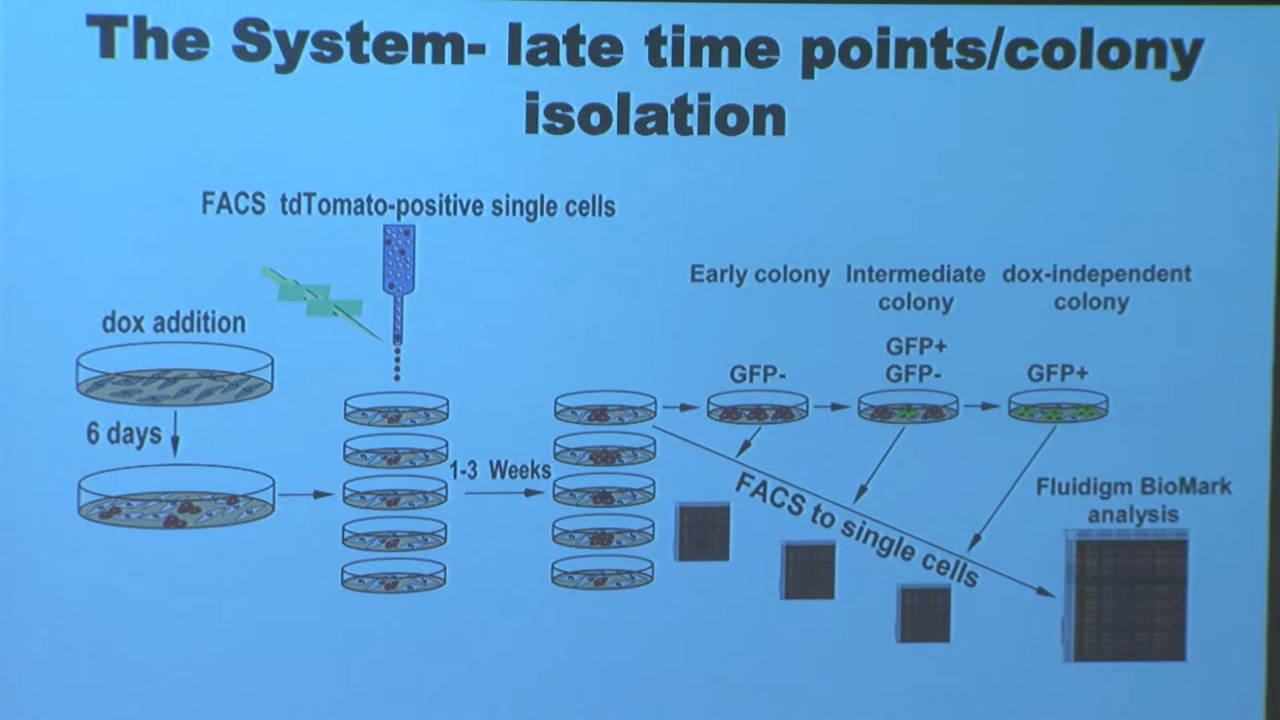 The System- late time points/colony
isolation
FACS tdTomato-positive single cells
dox addition
6 days
1-3 Weeks
Early colony
Intermediate
colony
dox-independent
colony
GFP-
GFP+
GFP-
GFP+
FACS to single cells
Fluidigm BioMark
analysis